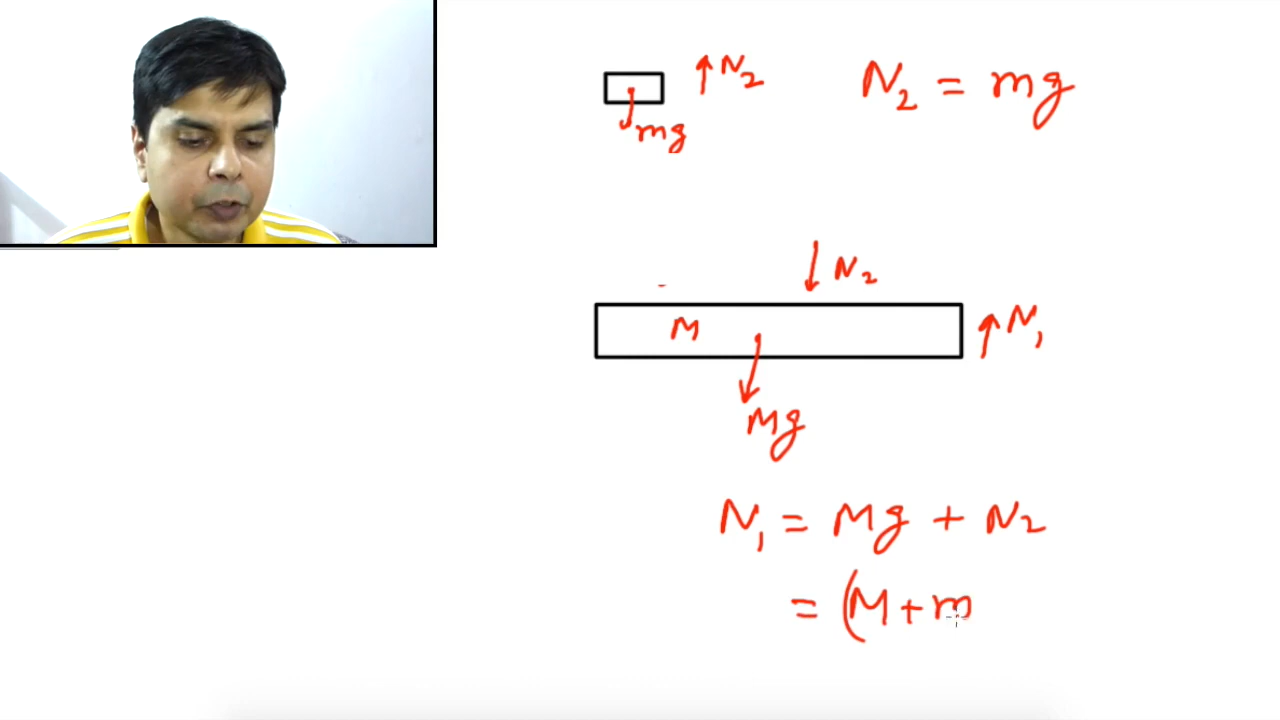 ↑N₂
N₂ = mg
mg
↓N₂
M
↑N₁
Mg
N₁ = Mg + N₂
= (M+m